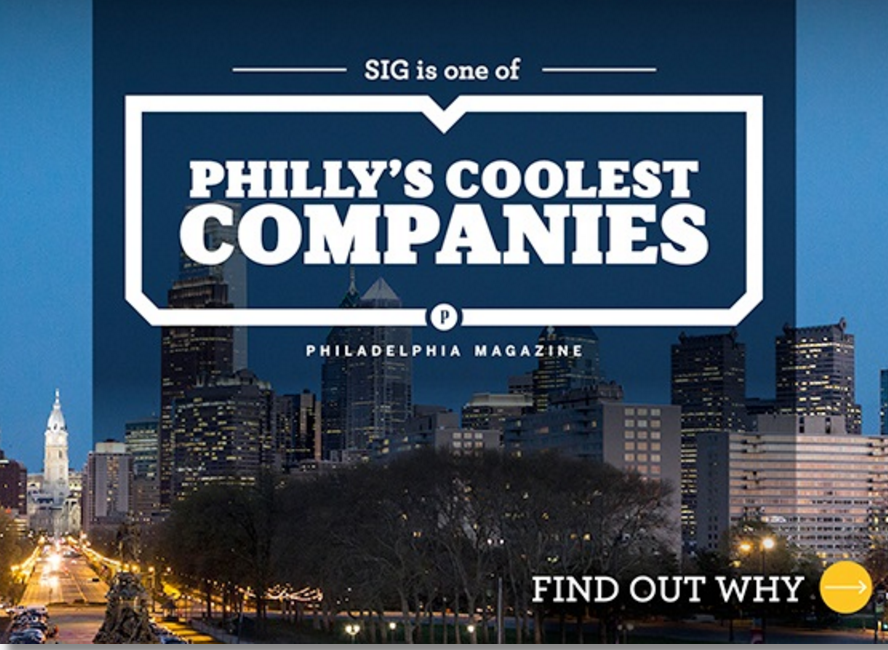 SIG is one of
PHILLY'S COOLEST
COMPANIES
P
PHILADELPHIA MAGAZINE
FIND OUT WHY